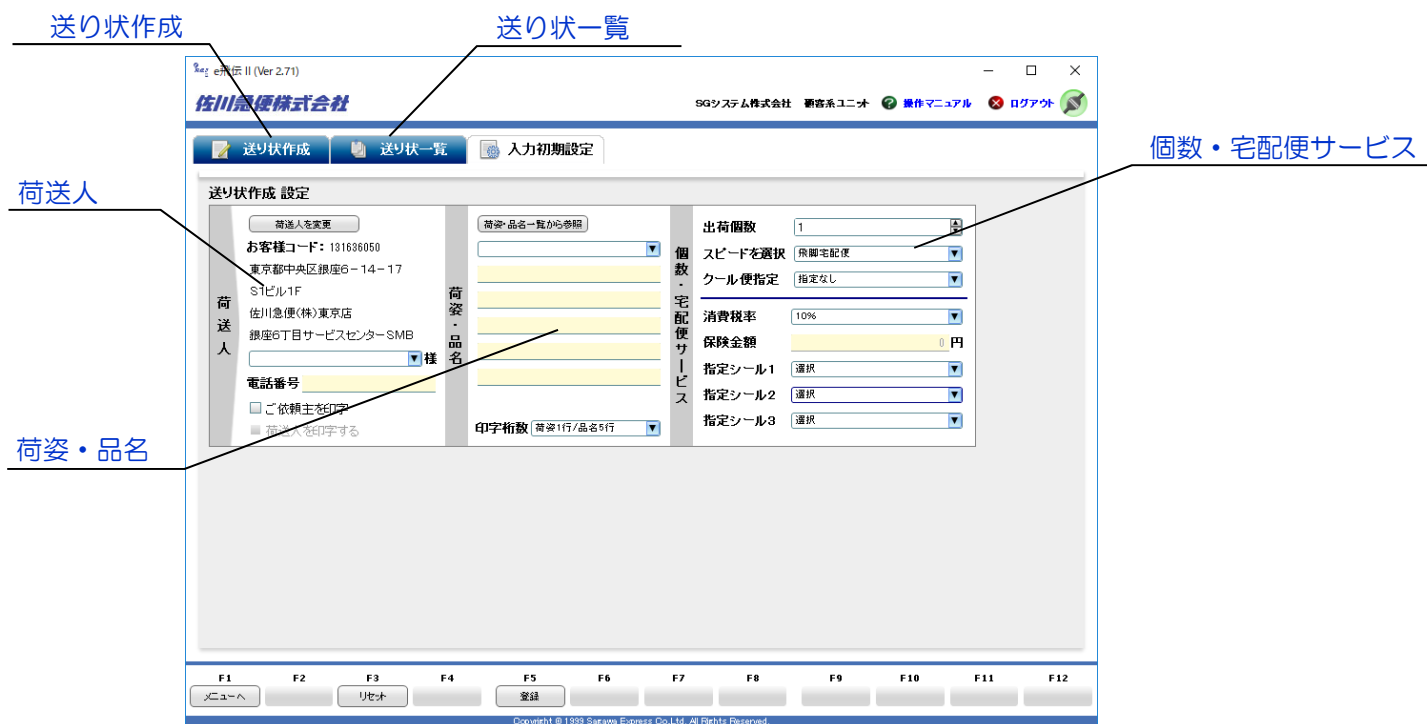 送り状作成
送り状一覧
e飛伝 II (Ver 2.71)
佐川急便株式会社
SGシステム株式会社 顧客系ユニット 操作マニュアル ログアウト
送り状作成 送り状一覧 入力初期設定
個数・宅配便サービス
荷送人
送り状作成 設定
荷送人
荷送人を変更
お客様コード: 131636050
東京都中央区銀座6-14-17
S1ビル1F
佐川急便(株)東京店
銀座6丁目サービスセンターSMB
様
電話番号
ご依頼主を印字
荷送人を印字する
荷姿・品名
荷姿・品名一覧から参照
印字桁数 荷姿1行/品名5行
個数・宅配便サービス
出荷個数 1
スピードを選択 飛脚宅配便
クール便指定 指定なし
消費税率 10%
保険金額 0 円
指定シール1 選択
指定シール2 選択
指定シール3 選択
荷姿・品名
F1 F2 F3 F4 F5 F6 F7 F8 F9 F10 F11 F12
メニューへ リセット 登録
Copyright © 1999 Sagawa Express Co.,Ltd. All Rights Reserved.